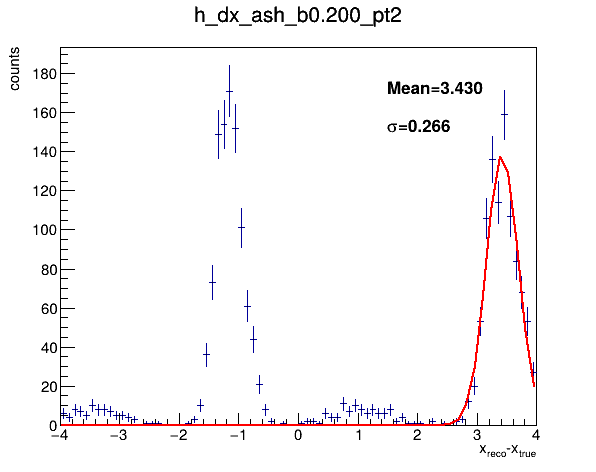 h_dx_ash_b0.200_pt2
counts
180
160
140
120
100
80
60
40
20
0
Mean=3.430
σ=0.266
−4 −3 −2 −1 0 1 2 3 4
x_reco-x_true